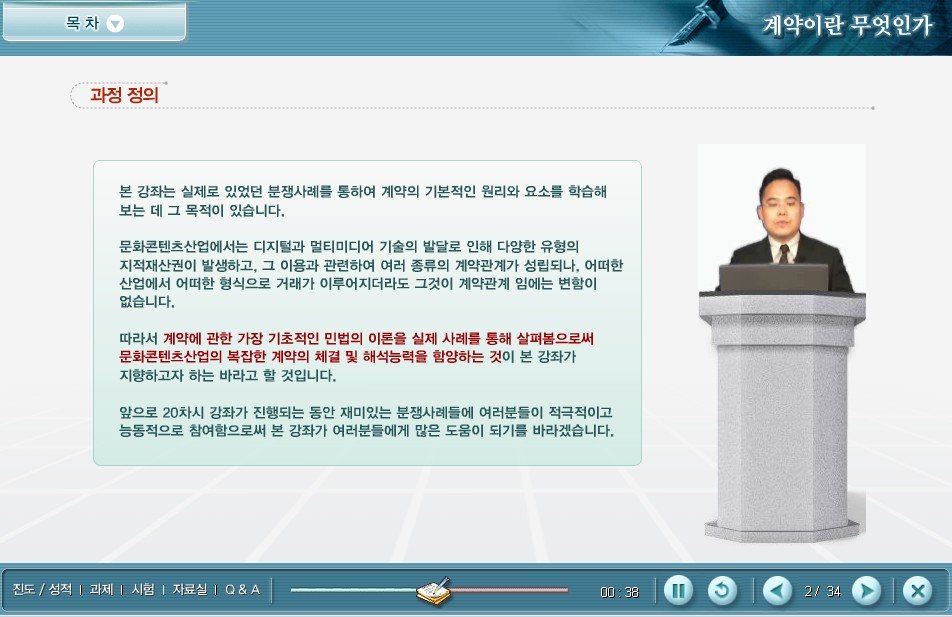 목 차
계약이란 무엇인가
과정 정의
본 강좌는 실제로 있었던 분쟁사례를 통하여 계약의 기본적인 원리와 요소를 학습해
보는 데 그 목적이 있습니다.
문화콘텐츠산업에서는 디지털과 멀티미디어 기술의 발달로 인해 다양한 유형의
지적재산권이 발생하고, 그 이용과 관련하여 여러 종류의 계약관계가 성립되나, 어떠한
산업에서 어떠한 형식으로 거래가 이루어지더라도 그것이 계약관계 임에는 변함이
없습니다.
따라서 계약에 관한 가장 기초적인 민법의 이론을 실제 사례를 통해 살펴봄으로써
문화콘텐츠산업의 복잡한 계약의 체결 및 해석능력을 함양하는 것이 본 강좌가
지향하고자 하는 바라고 할 것입니다.
앞으로 20차시 강좌가 진행되는 동안 재미있는 분쟁사례들에 여러분들이 적극적이고
능동적으로 참여함으로써 본 강좌가 여러분들에게 많은 도움이 되기를 바라겠습니다.
진도 / 성적 | 과제 | 시험 | 자료실 | Q & A
00 : 38
2 / 34